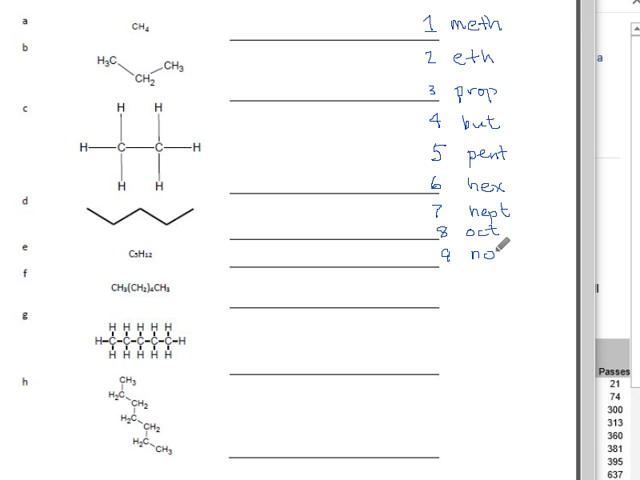 a CH₄ 1 meth
b 2 eth
H₃C CH₃
CH₂
3 prop
c H H
4 but
H C C H 5 pent
H H 6 hex
d 7 hept
8 oct
e C₅H₁₂ 9 no
f CH₃(CH₂)₄CH₃
g H H H H H
H-C-C-C-C-C-H
H H H H H
h CH₃
H₂C
CH₂
H₂C
CH₂
H₂C
CH₃
a
l
Passes
21
74
300
313
360
381
395
637